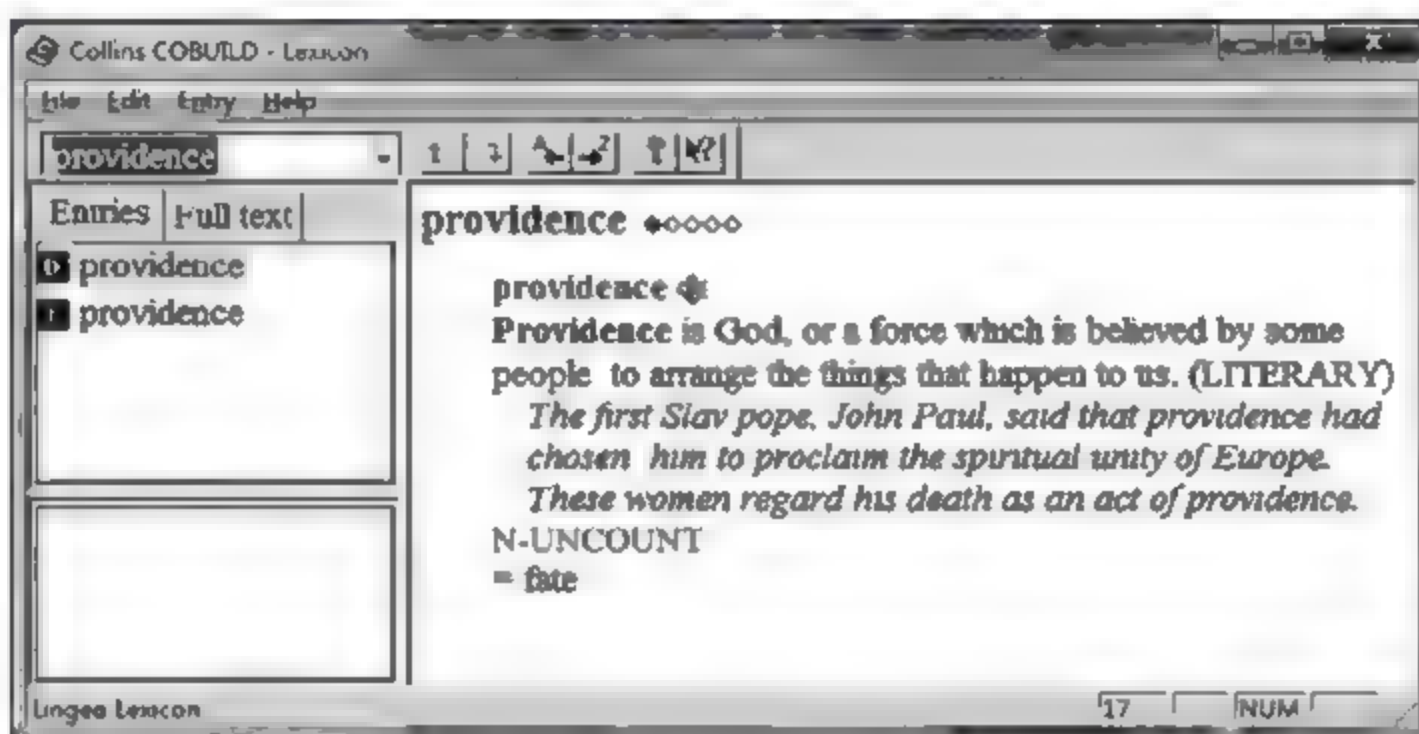 Collins COBUILD - Lexicon
File Edit Entry Help
providence
Entries Full text
providence
providence
providence
providence
Providence is God, or a force which is believed by some
people to arrange the things that happen to us. (LITERARY)
The first Slav pope, John Paul, said that providence had
chosen him to proclaim the spiritual unity of Europe.
These women regard his death as an act of providence.
N-UNCOUNT
= fate
Lingea Lexicon
17 NUM